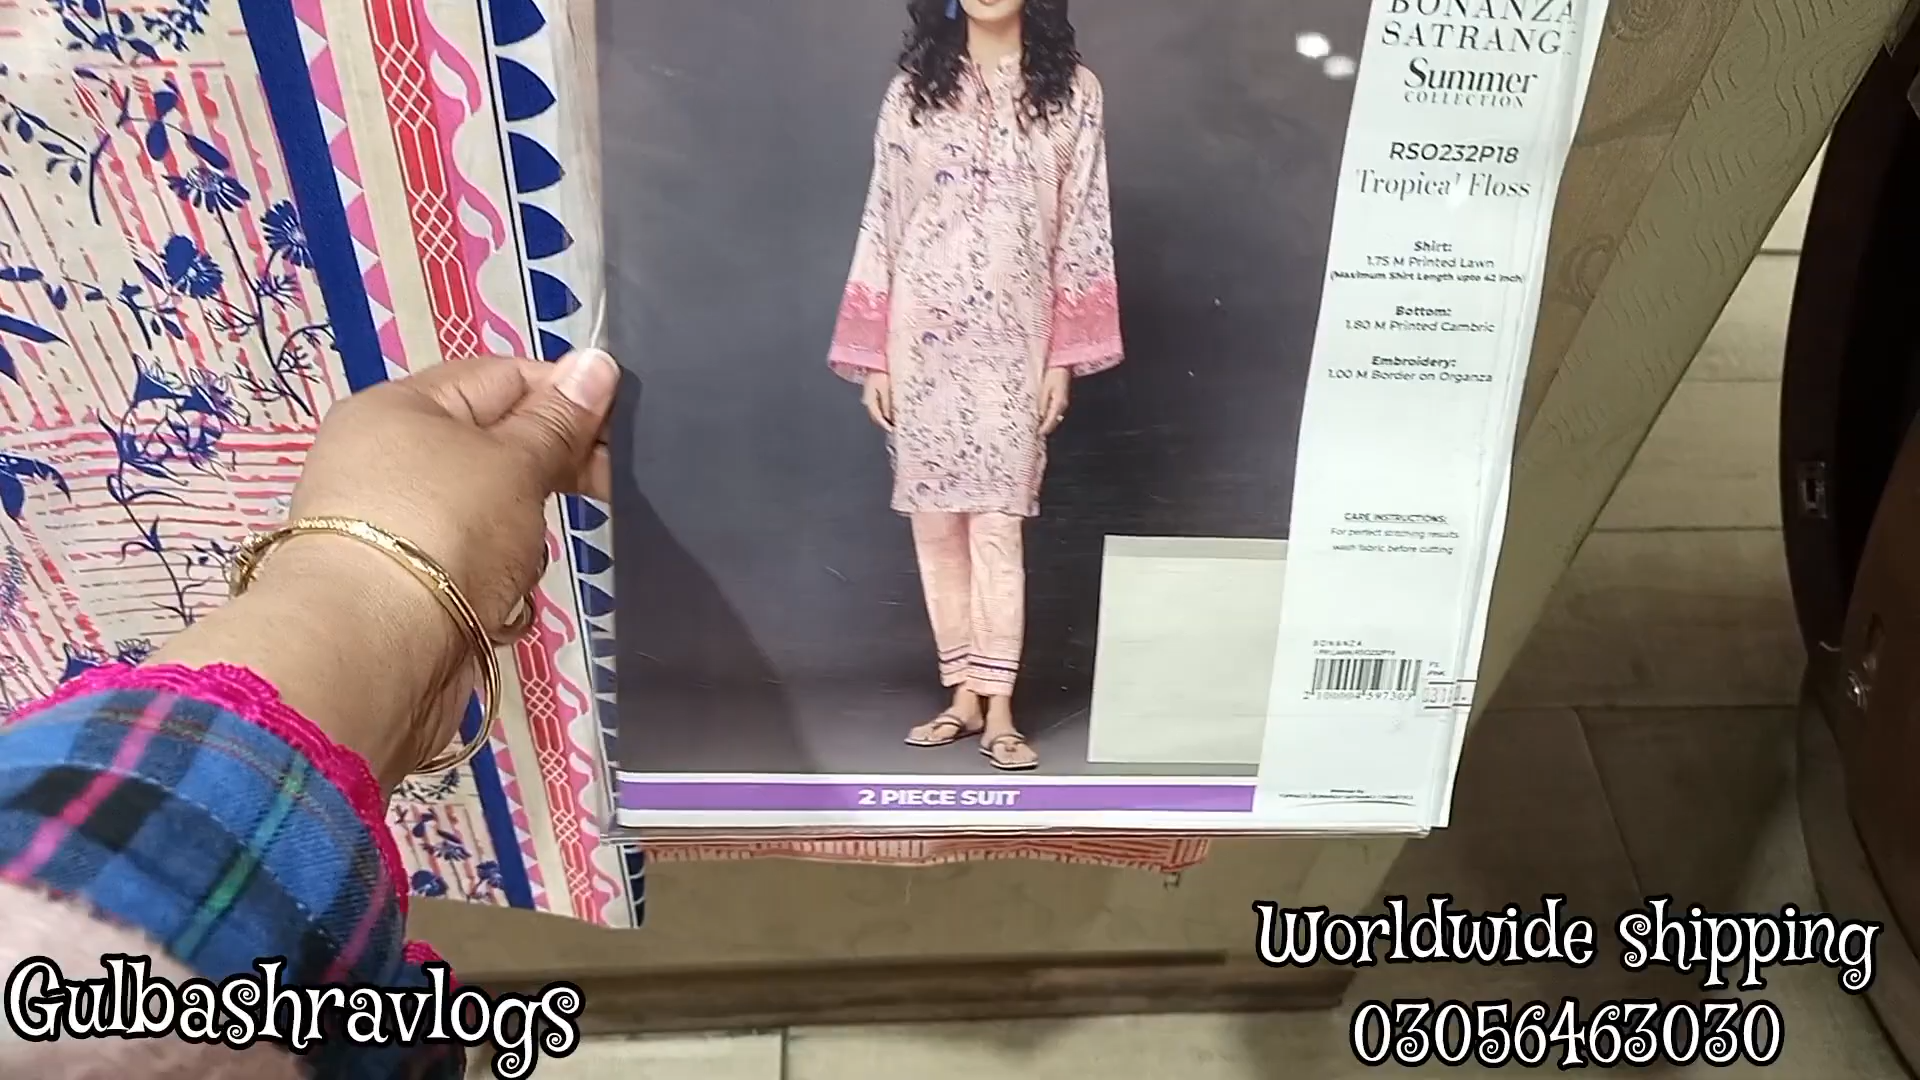 BONANZA
SATRANGI
Summer
COLLECTION
RSO232P18
Tropical Floss
Shirt:
1.75 M Printed Lawn
(Maximum Shirt Length upto 42 inch)
Bottom:
1.80 M Printed Cambric
Embroidery:
1.00 M Border on Organza
CARE INSTRUCTIONS:
For perfect stitching results
wash fabric before cutting
BONANZA
2 PIECE SUIT
Worldwide shipping
Gulbashravlogs
03056463030